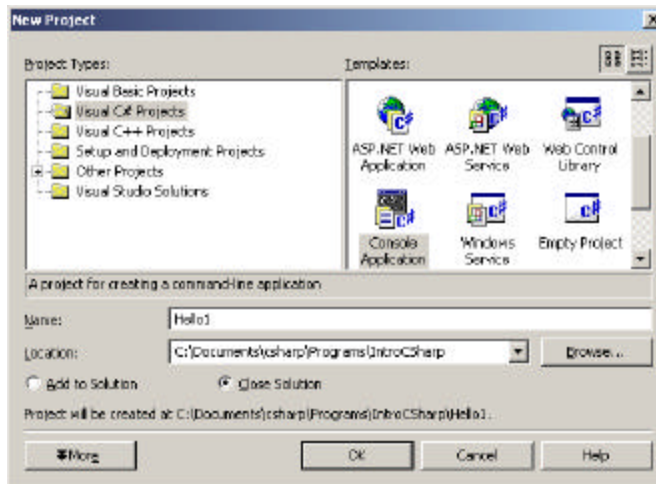 New Project
Project Types:
Templates:
Visual Basic Projects
Visual C# Projects
Visual C++ Projects
Setup and Deployment Projects
Other Projects
Visual Studio Solutions
ASP.NET Web Application
ASP.NET Web Service
Web Control Library
Console Application
Windows Service
Empty Project
A project for creating a command-line application
Name:
Hello1
Location:
C:\Documents\csharp\Programs\IntroCSharp
Browse...
Add to Solution
Close Solution
Project will be created at C:\Documents\csharp\Programs\IntroCSharp\Hello1.
More
OK
Cancel
Help